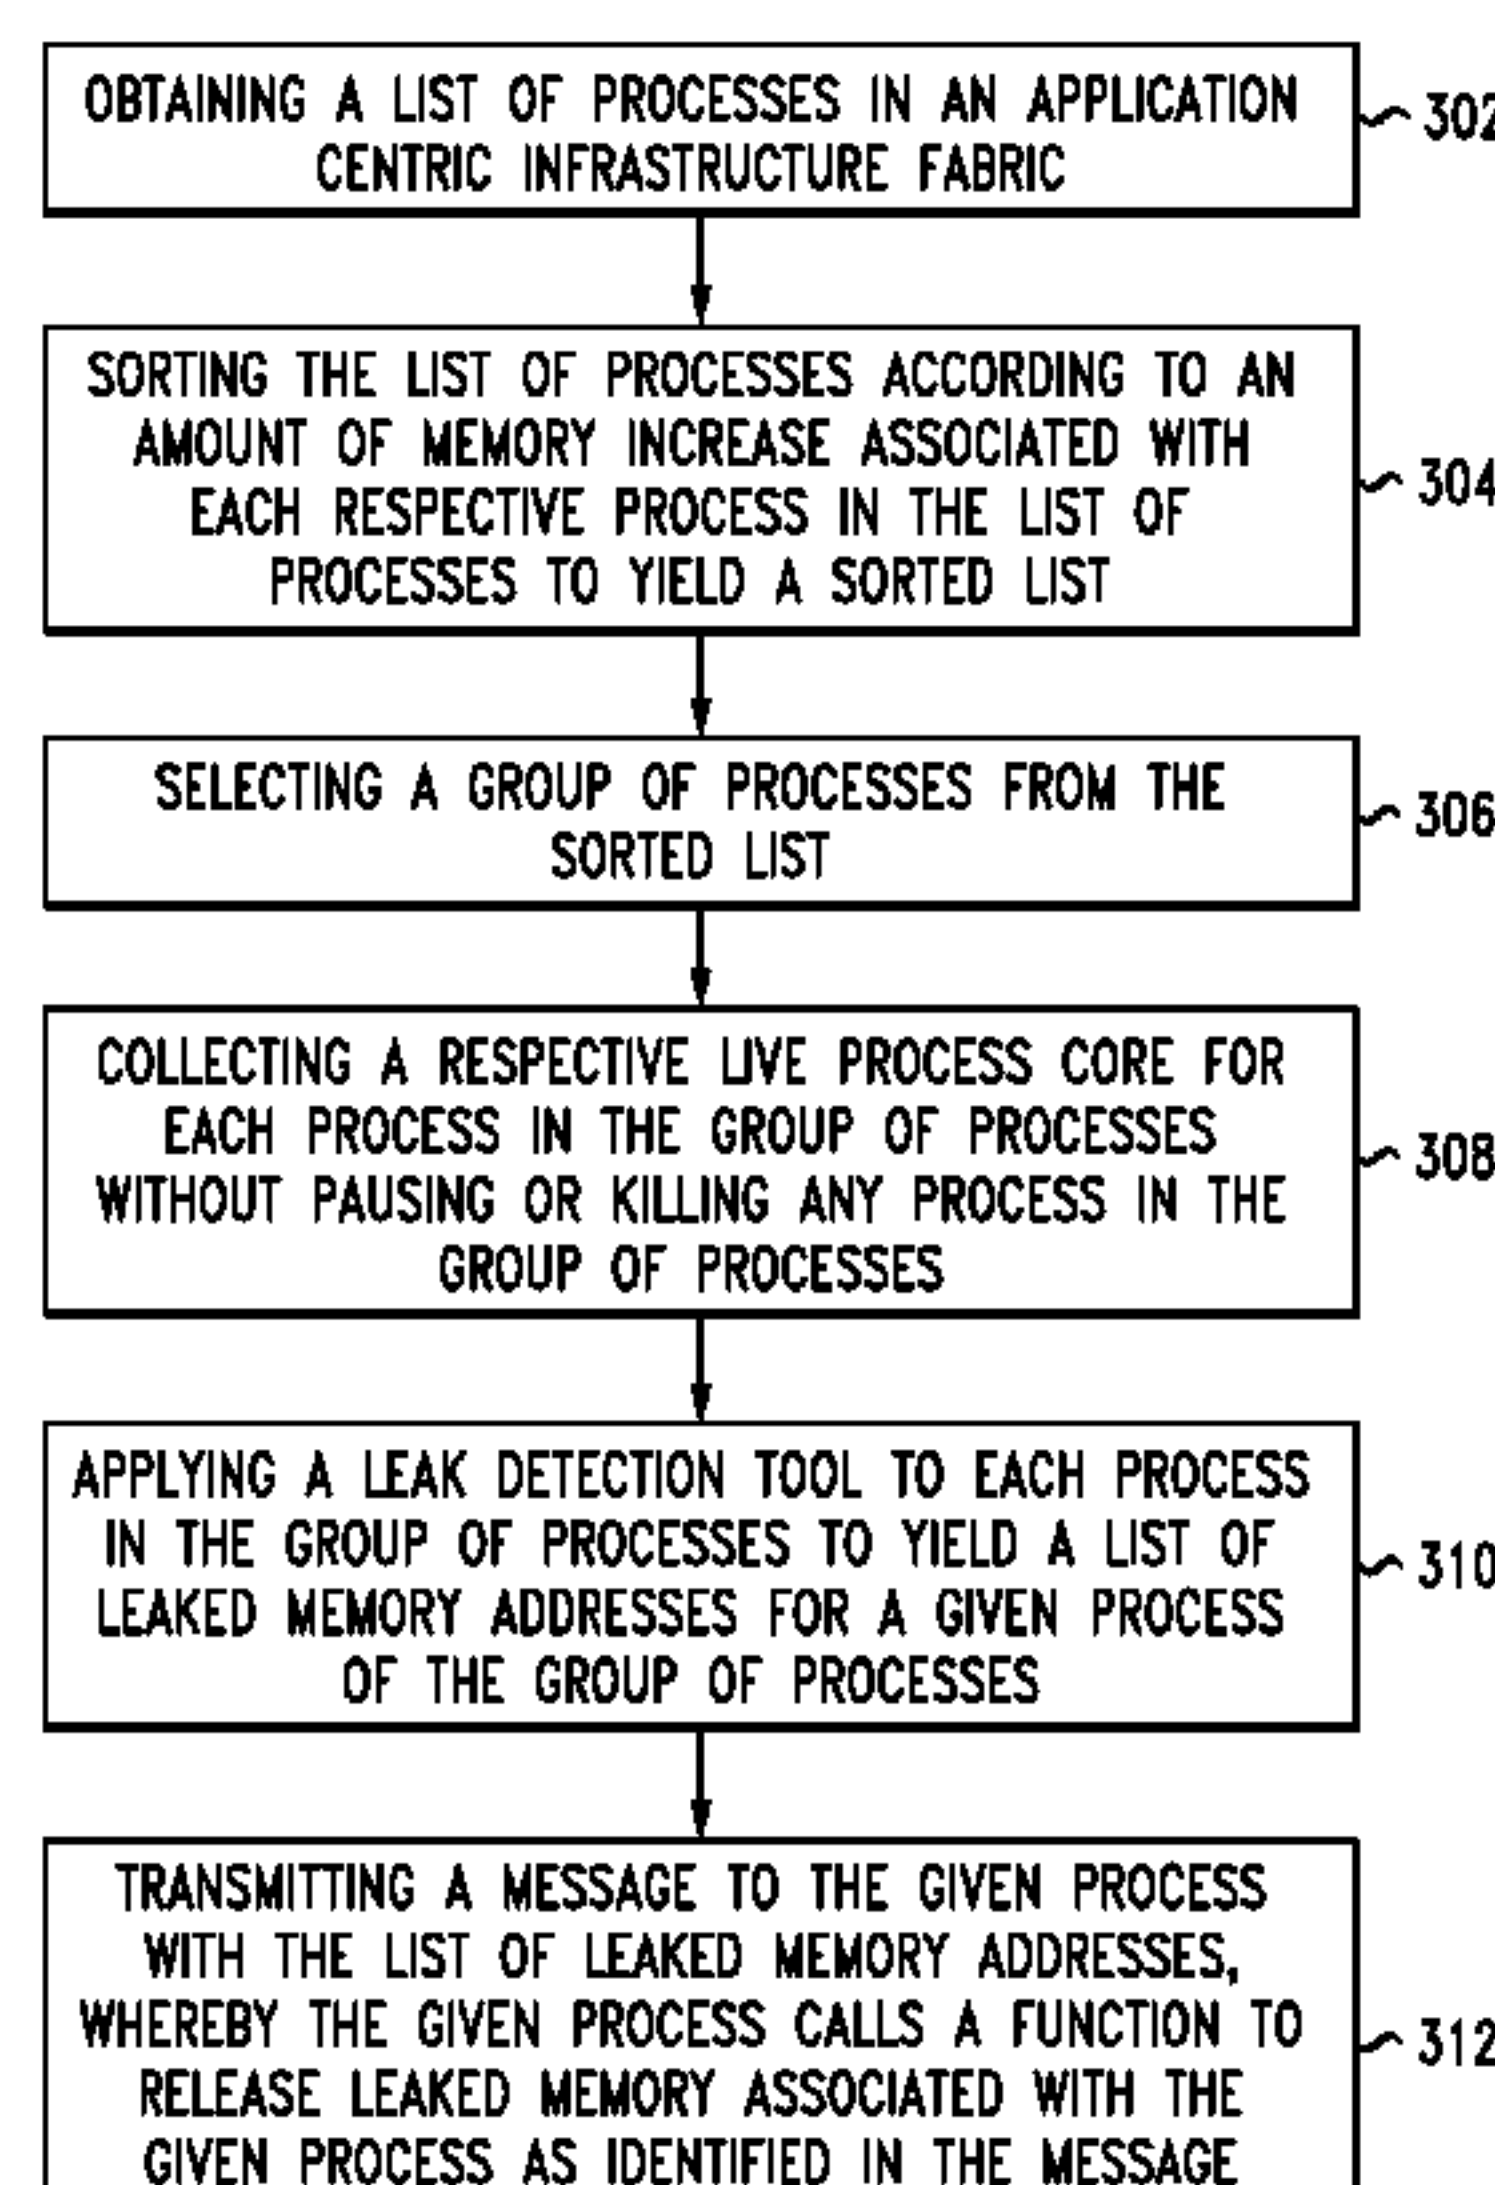 OBTAINING A LIST OF PROCESSES IN AN APPLICATION
CENTRIC INFRASTRUCTURE FABRIC
302
SORTING THE LIST OF PROCESSES ACCORDING TO AN
AMOUNT OF MEMORY INCREASE ASSOCIATED WITH
EACH RESPECTIVE PROCESS IN THE LIST OF
PROCESSES TO YIELD A SORTED LIST
304
SELECTING A GROUP OF PROCESSES FROM THE
SORTED LIST
306
COLLECTING A RESPECTIVE LIVE PROCESS CORE FOR
EACH PROCESS IN THE GROUP OF PROCESSES
WITHOUT PAUSING OR KILLING ANY PROCESS IN THE
GROUP OF PROCESSES
308
APPLYING A LEAK DETECTION TOOL TO EACH PROCESS
IN THE GROUP OF PROCESSES TO YIELD A LIST OF
LEAKED MEMORY ADDRESSES FOR A GIVEN PROCESS
OF THE GROUP OF PROCESSES
310
TRANSMITTING A MESSAGE TO THE GIVEN PROCESS
WITH THE LIST OF LEAKED MEMORY ADDRESSES,
WHEREBY THE GIVEN PROCESS CALLS A FUNCTION TO
RELEASE LEAKED MEMORY ASSOCIATED WITH THE
GIVEN PROCESS AS IDENTIFIED IN THE MESSAGE
312